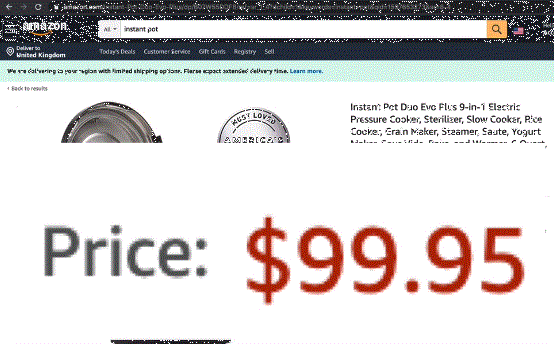 amazon
All
instant pot
Deliver to
United Kingdom
Today's Deals Customer Service Gift Cards Registry Sell
We are delivering to your region with limited shipping options. Please expect extended delivery time. Learn more.
‹ Back to results
MOST LOVED
AMERICA'S
Instant Pot Duo Evo Plus 9-in-1 Electric
Pressure Cooker, Sterilizer, Slow Cooker, Rice
Cooker, Grain Maker, Steamer, Saute, Yogurt
Price: $99.95